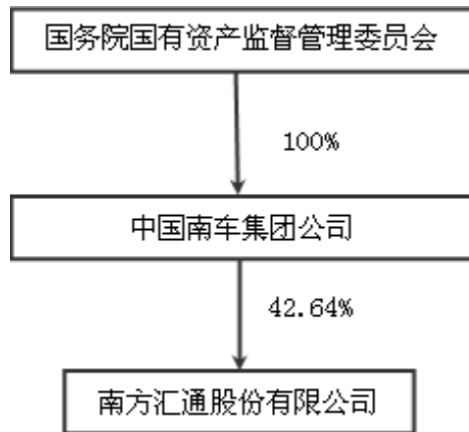 国务院国有资产监督管理委员会
100%
中国南车集团公司
42.64%
南方汇通股份有限公司